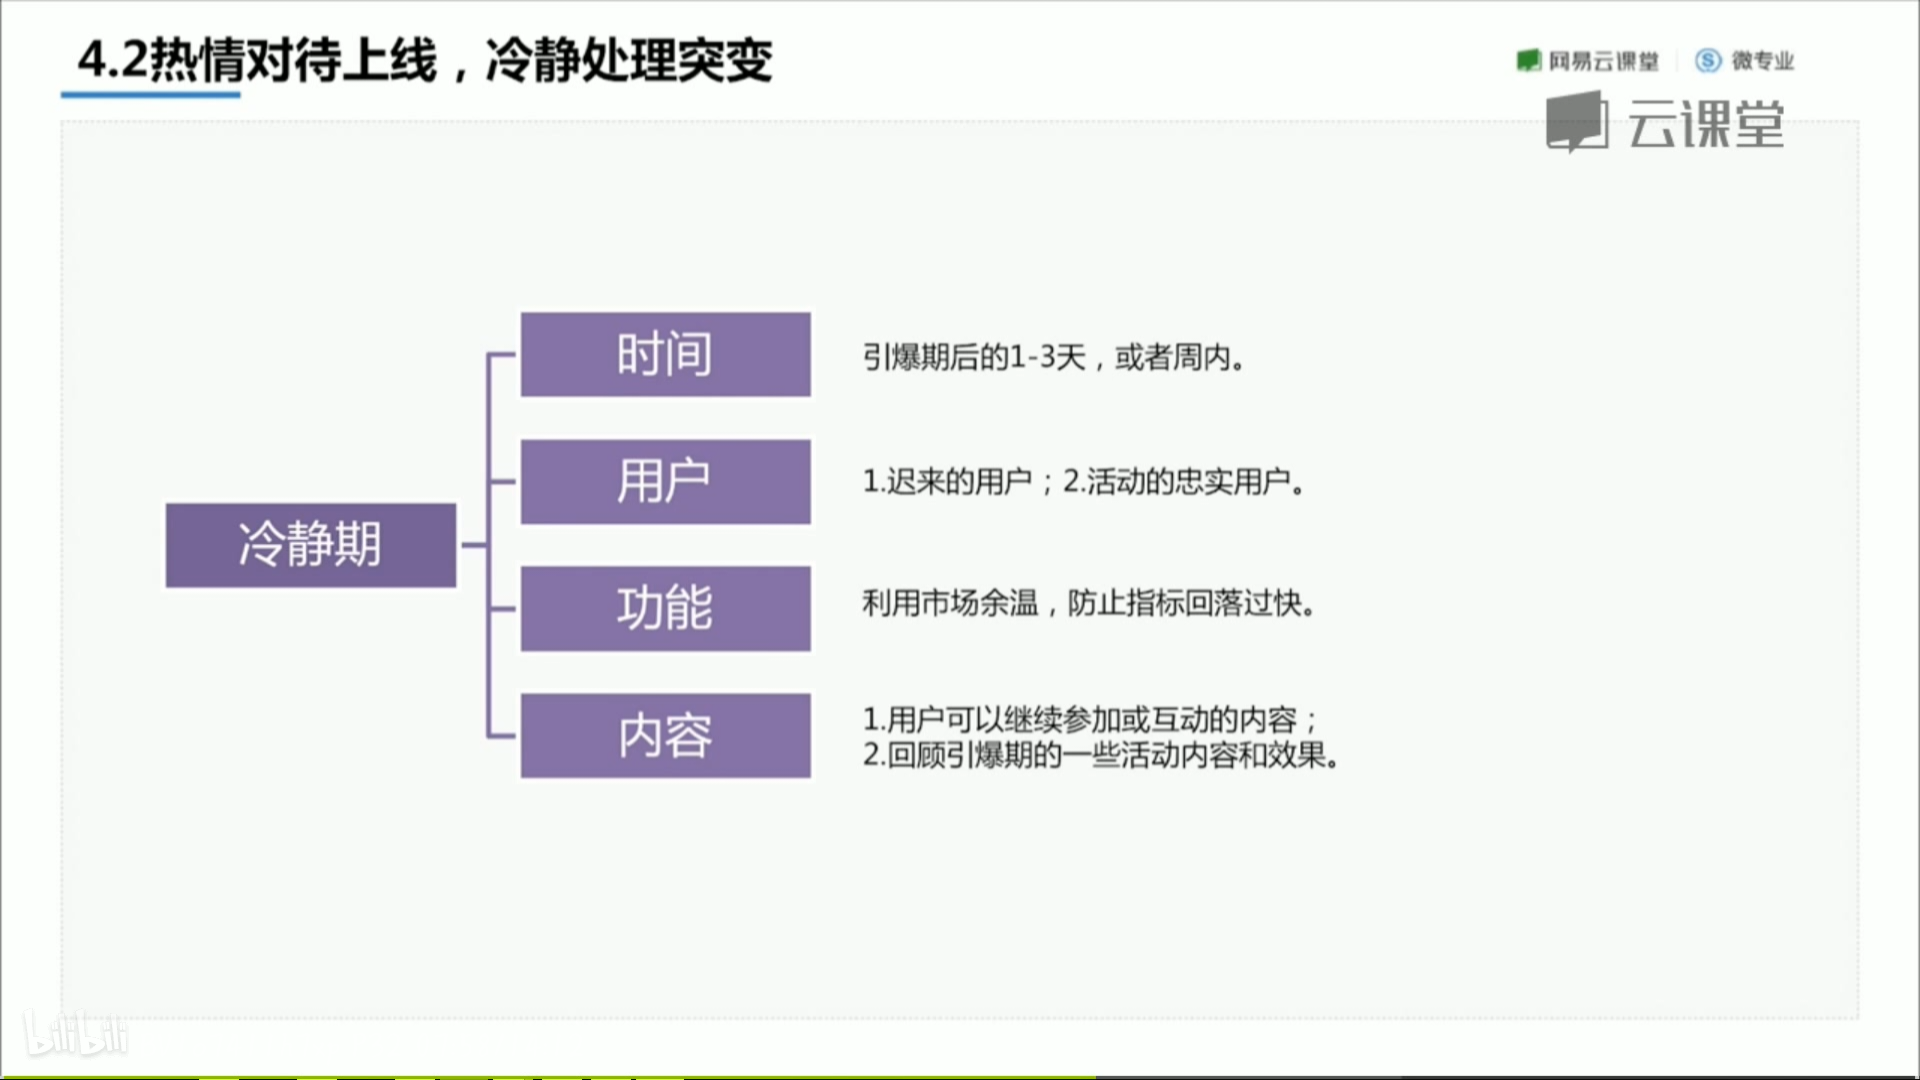 4.2热情对待上线，冷静处理突变
网易云课堂
微专业
云课堂
冷静期
时间
引爆期后的1-3天，或者周内。
用户
1.迟来的用户；2.活动的忠实用户。
功能
利用市场余温，防止指标回落过快。
内容
1.用户可以继续参加或互动的内容；
2.回顾引爆期的一些活动内容和效果。
bilibili